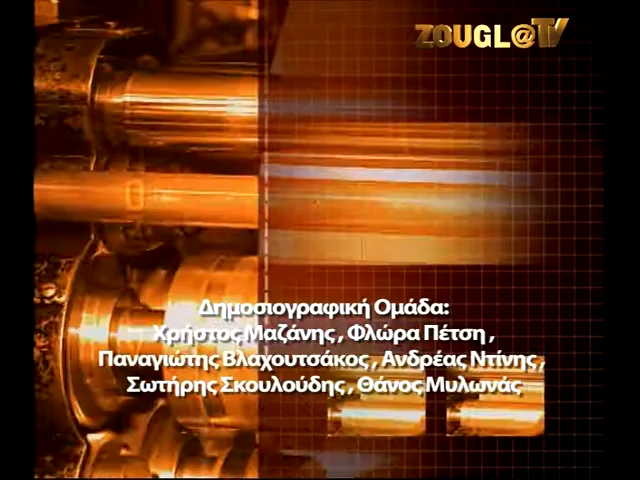 ZOUGL@TV
Δημοσιογραφική Ομάδα:
Χρήστος Μαζάνης , Φλώρα Πέτση ,
Παναγιώτης Βλαχουτσάκος , Ανδρέας Ντίνης ,
Σωτήρης Σκουλούδης , Θάνος Μυλωνάς